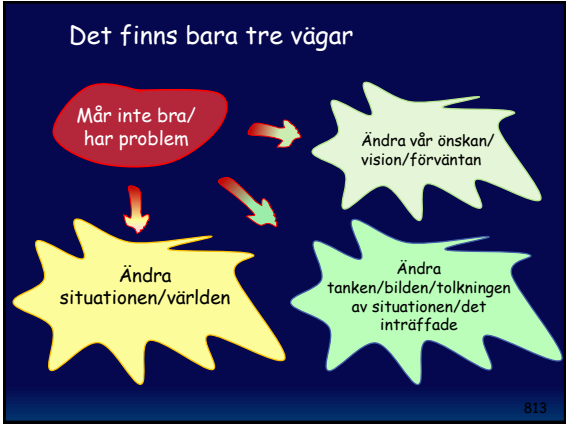 Det finns bara tre vägar
Mår inte bra/
har problem
Ändra vår önskan/
vision/förväntan
Ändra
situationen/världen
Ändra
tanken/bilden/tolkningen
av situationen/det
inträffade
813